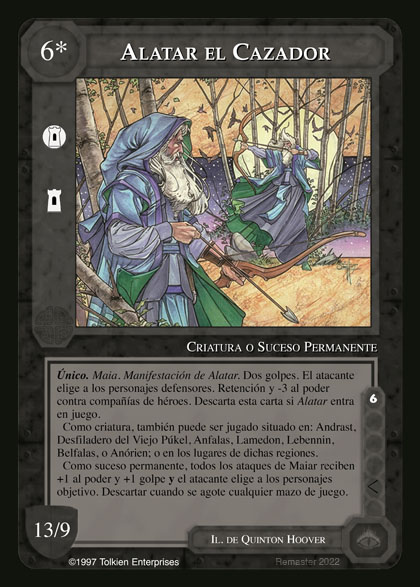 6*
ALATAR EL CAZADOR
CRIATURA O SUCESO PERMANENTE
Único. Maia. Manifestación de Alatar. Dos golpes. El atacante
elige a los personajes defensores. Retención y -3 al poder
contra compañías de héroes. Descarta esta carta si Alatar entra
en juego.
Como criatura, también puede ser jugado situado en: Andrast,
Desfiladero del Viejo Púkel, Anfalas, Lamedon, Lebennin,
Belfalas, o Anórien; o en los lugares de dichas regiones.
Como suceso permanente, todos los ataques de Maiar reciben
+1 al poder y +1 golpe y el atacante elige a los personajes
objetivo. Descartar cuando se agote cualquier mazo de juego.
6
13/9
IL. DE QUINTON HOOVER
©1997 Tolkien Enterprises
Remaster 2022